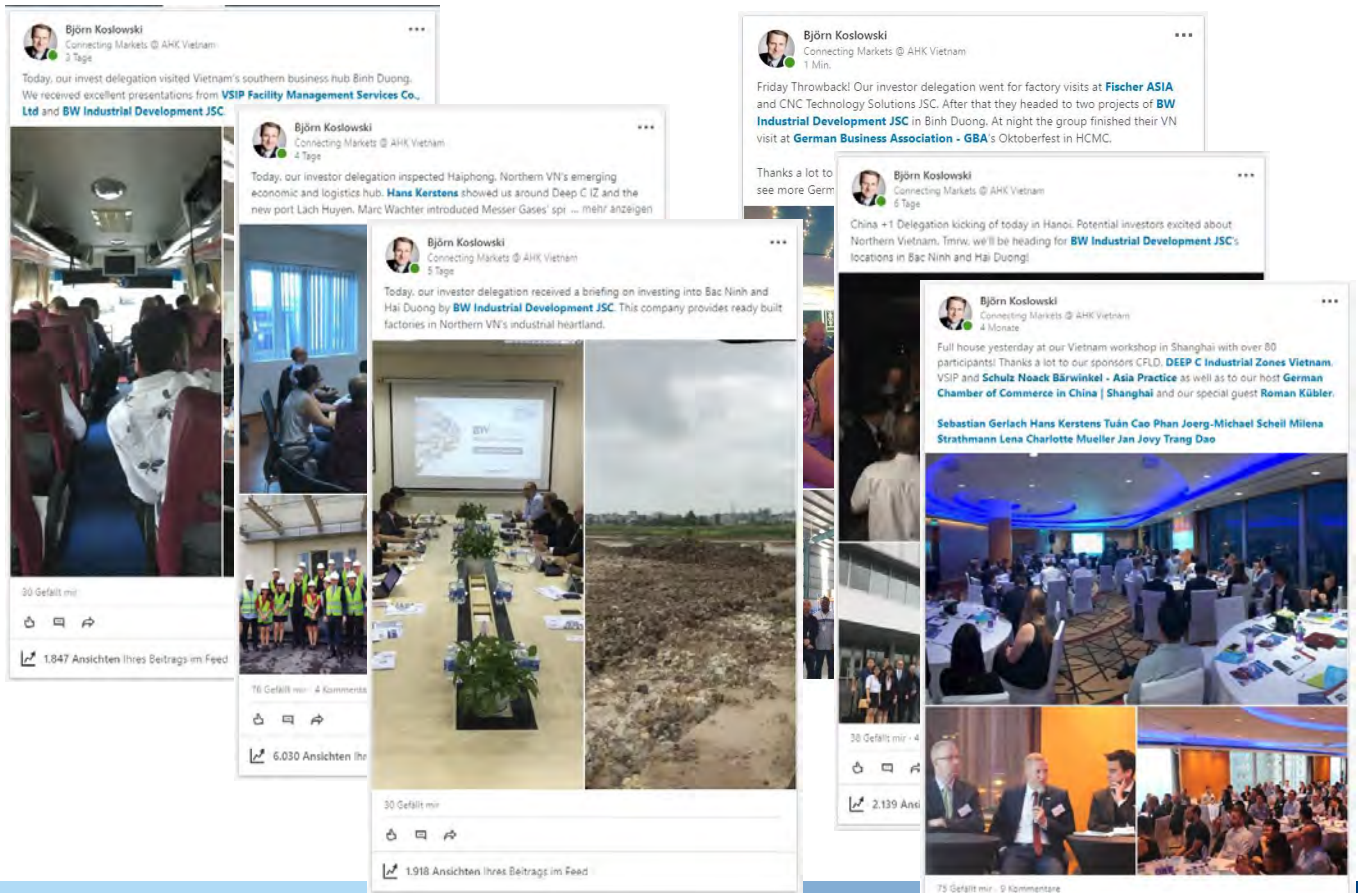 Björn Koslowski
Connecting Markets @ AHK Vietnam
3 Tage
Today, our invest delegation visited Vietnam's southern business hub Binh Duong.
We received excellent presentations from VSIP Facility Management Services Co.,
Ltd and BW Industrial Development JSC.
30 Gefällt mir
1.847 Ansichten Ihres Beitrags im Feed
Björn Koslowski
Connecting Markets @ AHK Vietnam
4 Tage
Today, our investor delegation inspected Haiphong. Northern VN's emerging
economic and logistics hub. Hans Kerstens showed us around Deep C IZ and the
new port Lach Huyen. Marc Wachter introduced Messer Gases' spi ... mehr anzeigen
76 Gefällt mir · 4 Kommenta
6.030 Ansichten Ihr
Björn Koslowski
Connecting Markets @ AHK Vietnam
5 Tage
Today, our investor delegation received a briefing on investing into Bac Ninh and
Hai Duong by BW Industrial Development JSC. This company provides ready built
factories in Northern VN's industrial heartland.
BW
30 Gefällt mir
1.918 Ansichten Ihres Beitrags im Feed
Björn Koslowski
Connecting Markets @ AHK Vietnam
1 Min.
Friday Throwback! Our investor delegation went for factory visits at Fischer ASIA
and CNC Technology Solutions JSC. After that they headed to two projects of BW
Industrial Development JSC in Binh Duong. At night the group finished their VN
visit at German Business Association - GBA's Oktoberfest in HCMC.
Thanks a lot to
see more Germ
Björn Koslowski
Connecting Markets @ AHK Vietnam
6 Tage
China +1 Delegation kicking of today in Hanoi. Potential investors excited about
Northern Vietnam. Tmrw. we'll be heading for BW Industrial Development JSC's
locations in Bac Ninh and Hai Duong!
38 Gefällt mir · 4
2.139 Ansi
Björn Koslowski
Connecting Markets @ AHK Vietnam
4 Monate
Full house yesterday at our Vietnam workshop in Shanghai with over 80
participants! Thanks a lot to our sponsors CFLD, DEEP C Industrial Zones Vietnam,
VSIP and Schulz Noack Bärwinkel - Asia Practice as well as to our host German
Chamber of Commerce in China | Shanghai and our special guest Roman Kübler.
Sebastian Gerlach Hans Kerstens Tuấn Cao Phan Joerg-Michael Scheil Milena
Strathmann Lena Charlotte Mueller Jan Jovy Trang Dao
75 Gefällt mir · 9 Kommentare